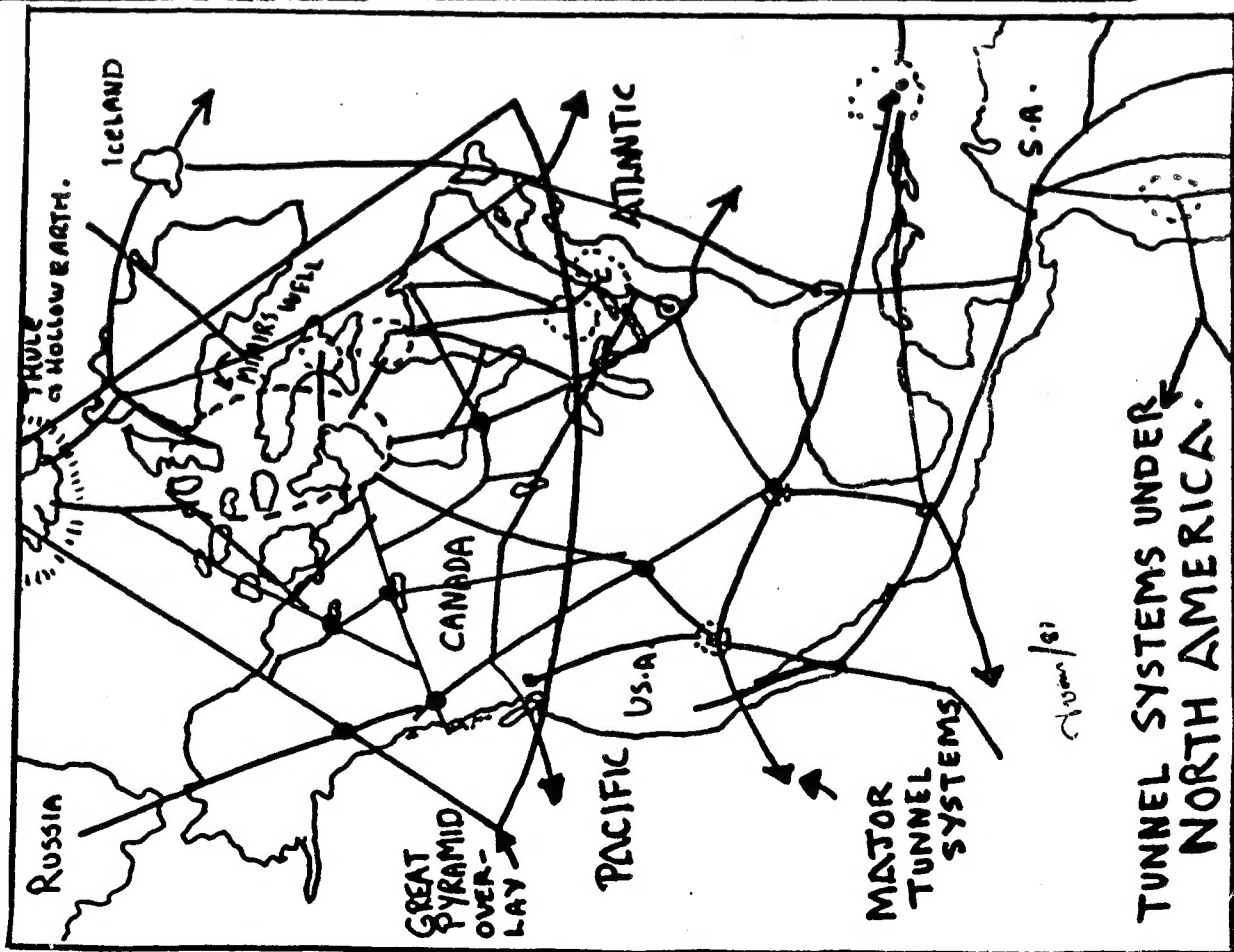 THULE
HOLLOW EARTH.
ICELAND
RUSSIA
MIMIRS WELL
CANADA
GREAT
PYRAMID
OVER-
LAY
ATLANTIC
PACIFIC
U.S.A.
S.A.
MAJOR
TUNNEL
SYSTEMS
TUNNEL SYSTEMS UNDER
NORTH AMERICA.